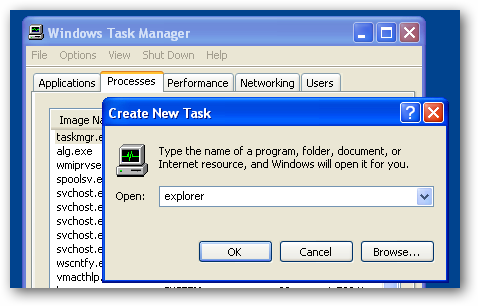 Windows Task Manager
File Options View Shut Down Help
Applications Processes Performance Networking Users
Image Na
Create New Task
taskmgr.e
alg.exe
wmiprvse
spoolsv.e
svchost.e
svchost.e
svchost.e
svchost.e
svchost.e
wscntfy.e
vmacthlp.
Type the name of a program, folder, document, or
Internet resource, and Windows will open it for you.
Open: explorer
OK Cancel Browse...